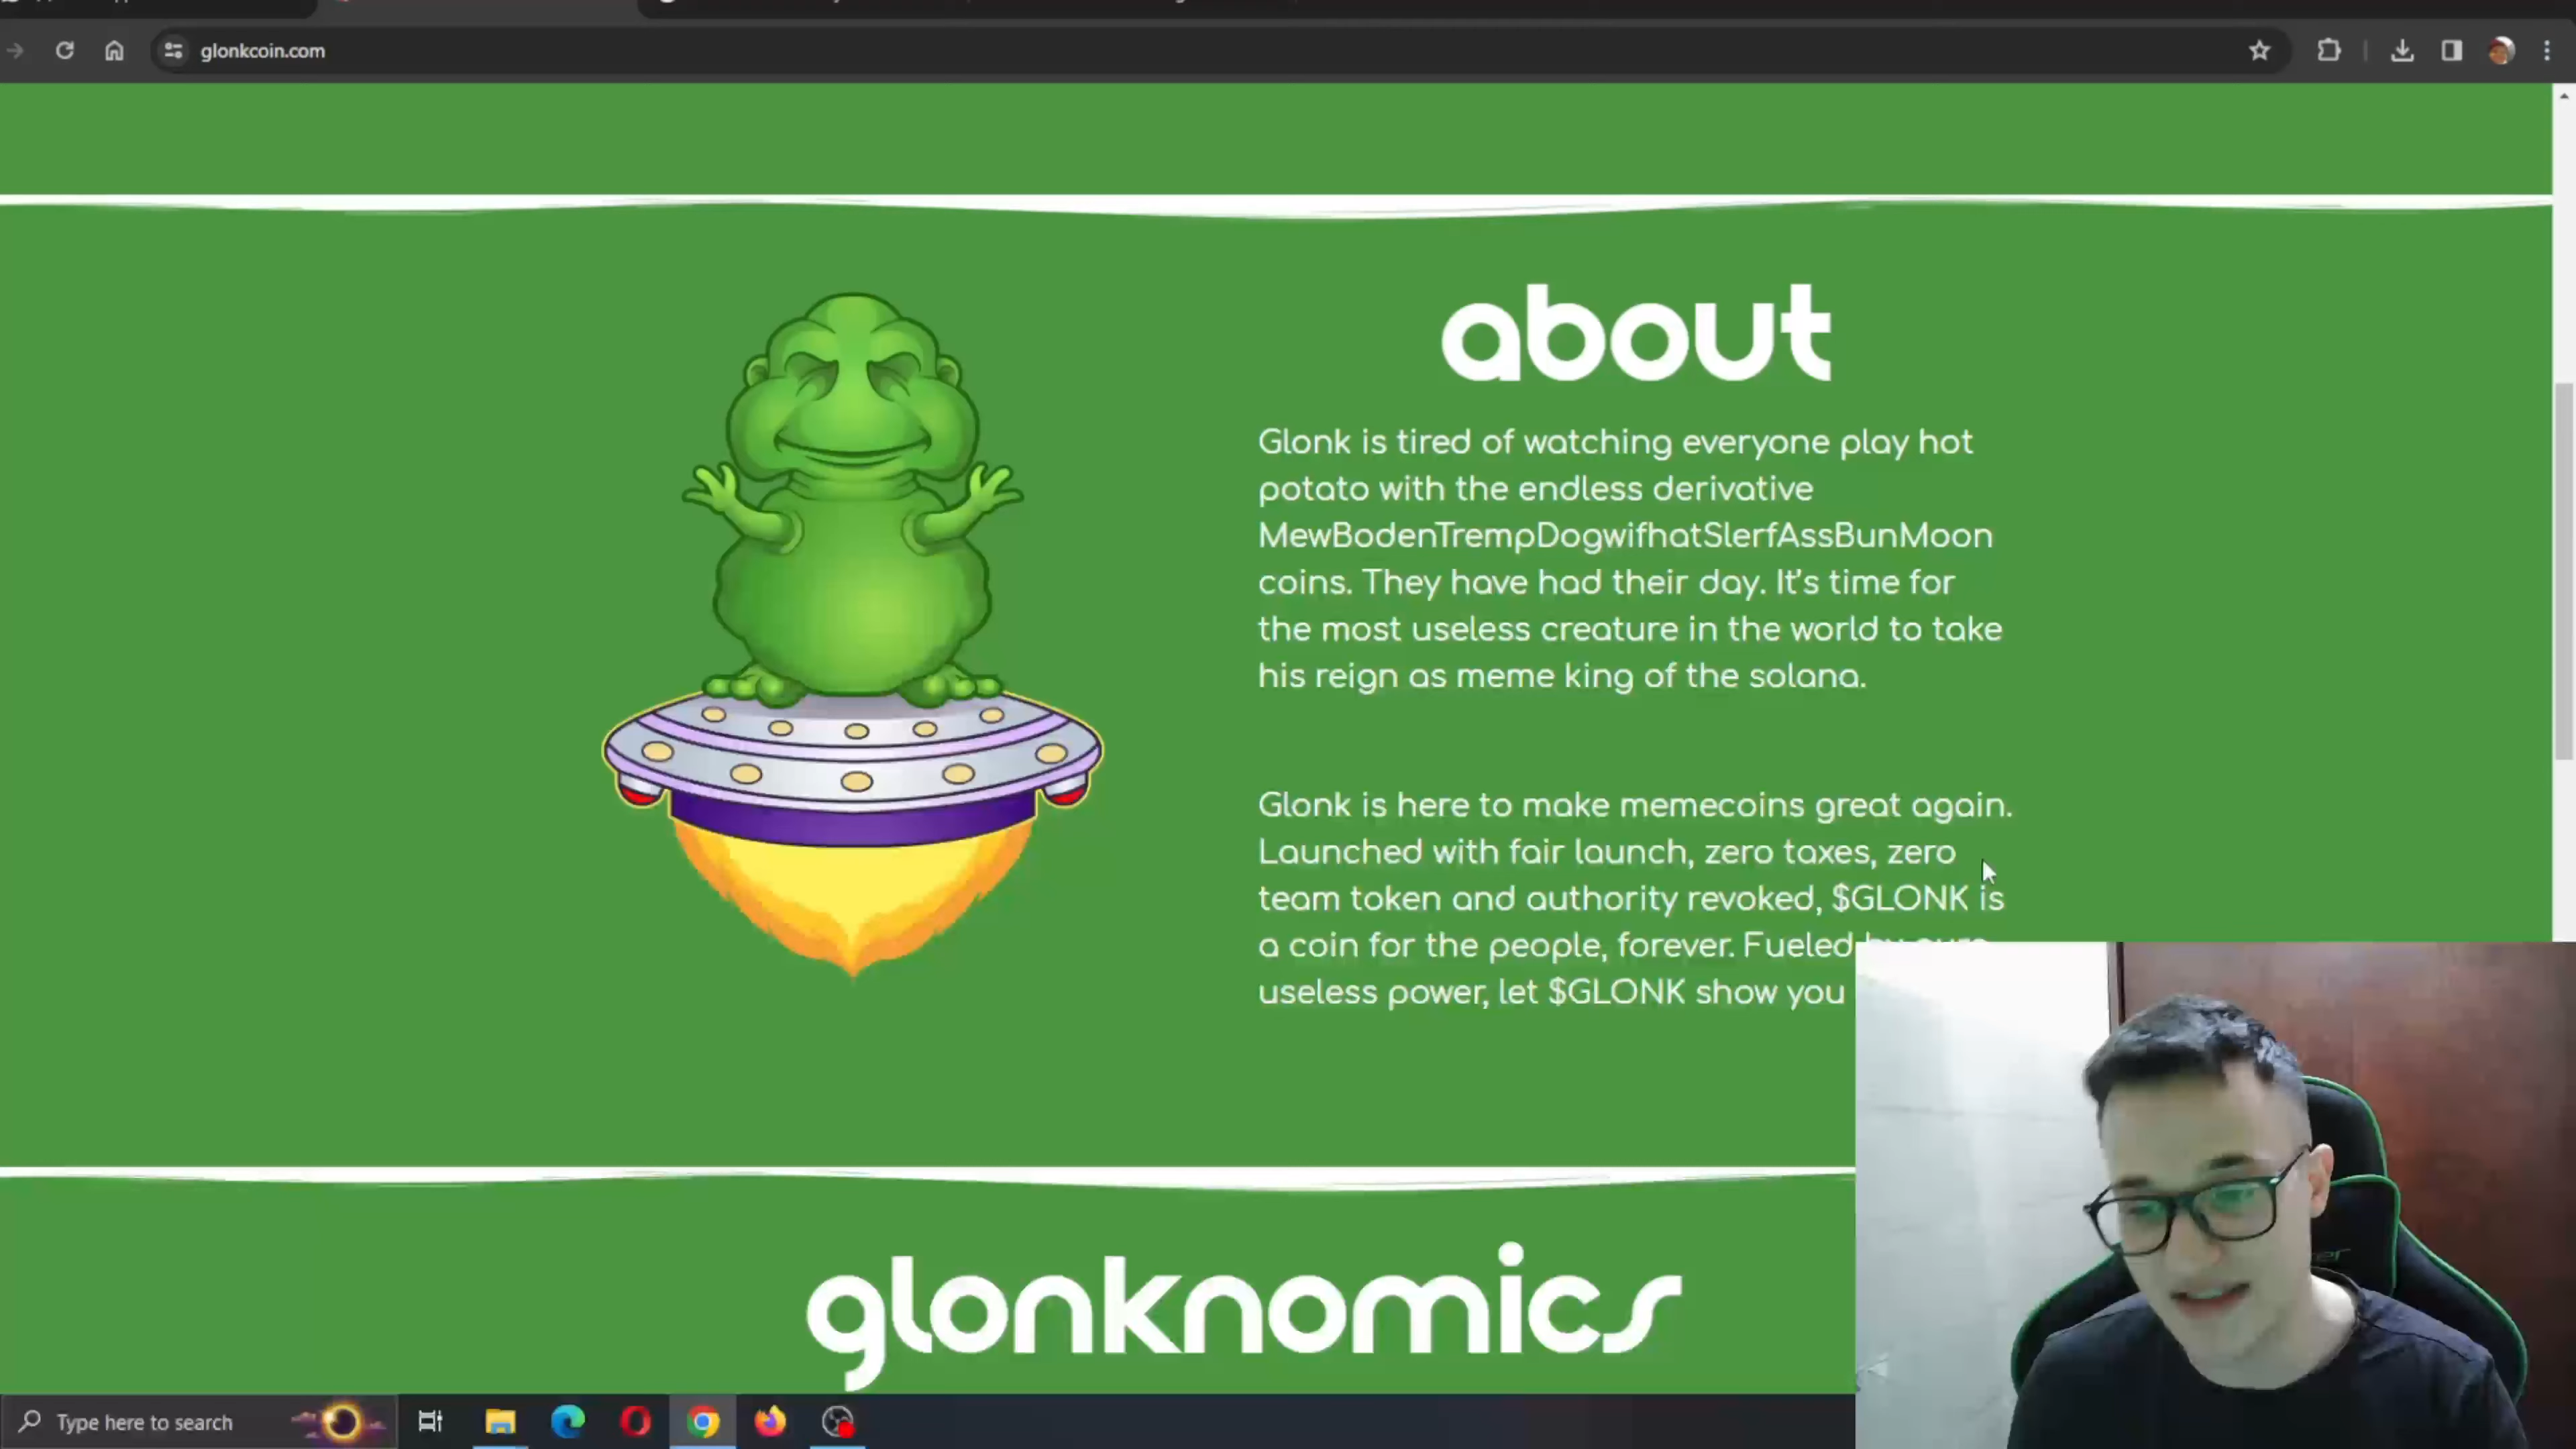 glonkcoin.com
about
Glonk is tired of watching everyone play hot
potato with the endless derivative
MewBodenTrempDogwifhatSlerfAssBunMoon
coins. They have had their day. It's time for
the most useless creature in the world to take
his reign as meme king of the solana.
Glonk is here to make memecoins great again.
Launched with fair launch, zero taxes, zero
team token and authority revoked, $GLONK is
a coin for the people, forever. Fueled
useless power, let $GLONK show you
glonknomics
Type here to search